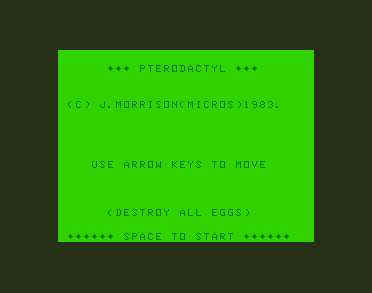 ♦♦♦ PTERODACTYL ♦♦♦
(C) J.MORRISON(MICROS)1983.
USE ARROW KEYS TO MOVE
(DESTROY ALL EGGS)
♦♦♦♦♦♦ SPACE TO START ♦♦♦♦♦♦